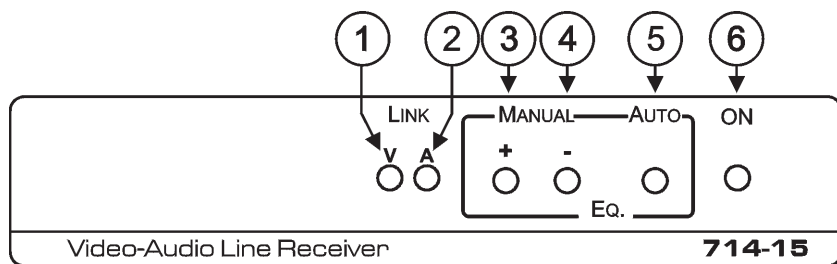 1 2 3 4 5 6
LINK MANUAL AUTO ON
V A + -
EQ.
Video-Audio Line Receiver 714-15